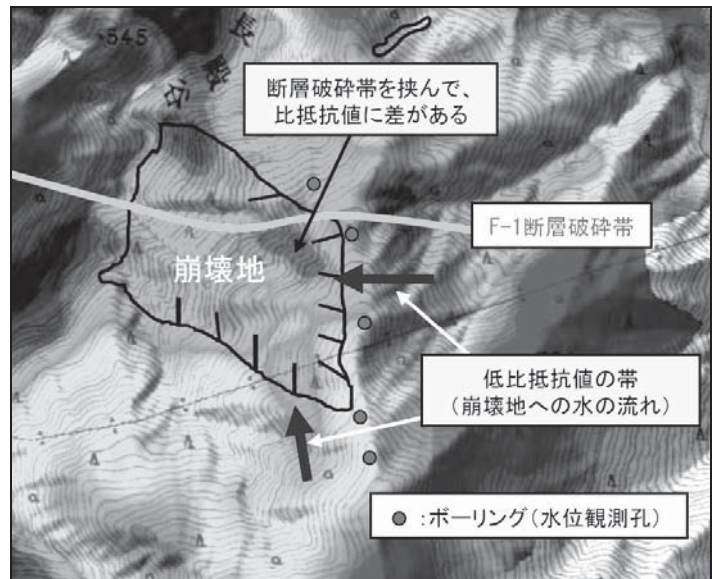 545
長殿谷
断層破砕帯を挟んで、
比抵抗値に差がある
F-1断層破砕帯
崩壊地
低比抵抗値の帯
(崩壊地への水の流れ)
:ボーリング(水位観測孔)